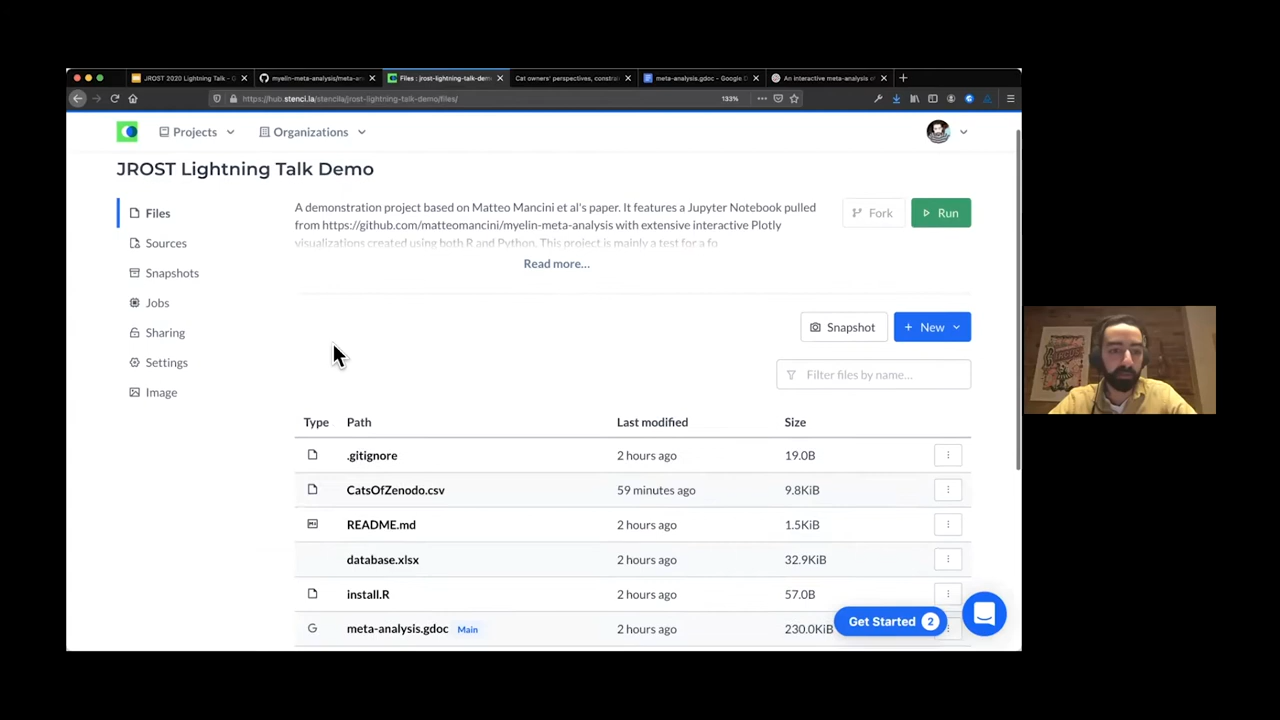 JROST 2020 Lightning Talk - G
myelin-meta-analysis/meta-an
Files : jrost-lightning-talk-dem
Cat owners' perspectives, constra
meta-analysis.gdoc - Google D
An interactive meta-analysis of
https://hub.stenci.la/stencila/jrost-lightning-talk-demo/files/
133%
Projects
Organizations
JROST Lightning Talk Demo
Files
Sources
Snapshots
Jobs
Sharing
Settings
Image
A demonstration project based on Matteo Mancini et al's paper. It features a Jupyter Notebook pulled
from https://github.com/matteomancini/myelin-meta-analysis with extensive interactive Plotly
visualizations created using both R and Python. This project is mainly a test for a fo
Read more...
Fork
Run
Snapshot
+ New
Filter files by name...
Type Path Last modified Size
.gitignore 2 hours ago 19.0B
CatsOfZenodo.csv 59 minutes ago 9.8KiB
README.md 2 hours ago 1.5KiB
database.xlsx 2 hours ago 32.9KiB
install.R 2 hours ago 57.0B
G meta-analysis.gdoc Main 2 hours ago 230.0KiB
Get Started 2